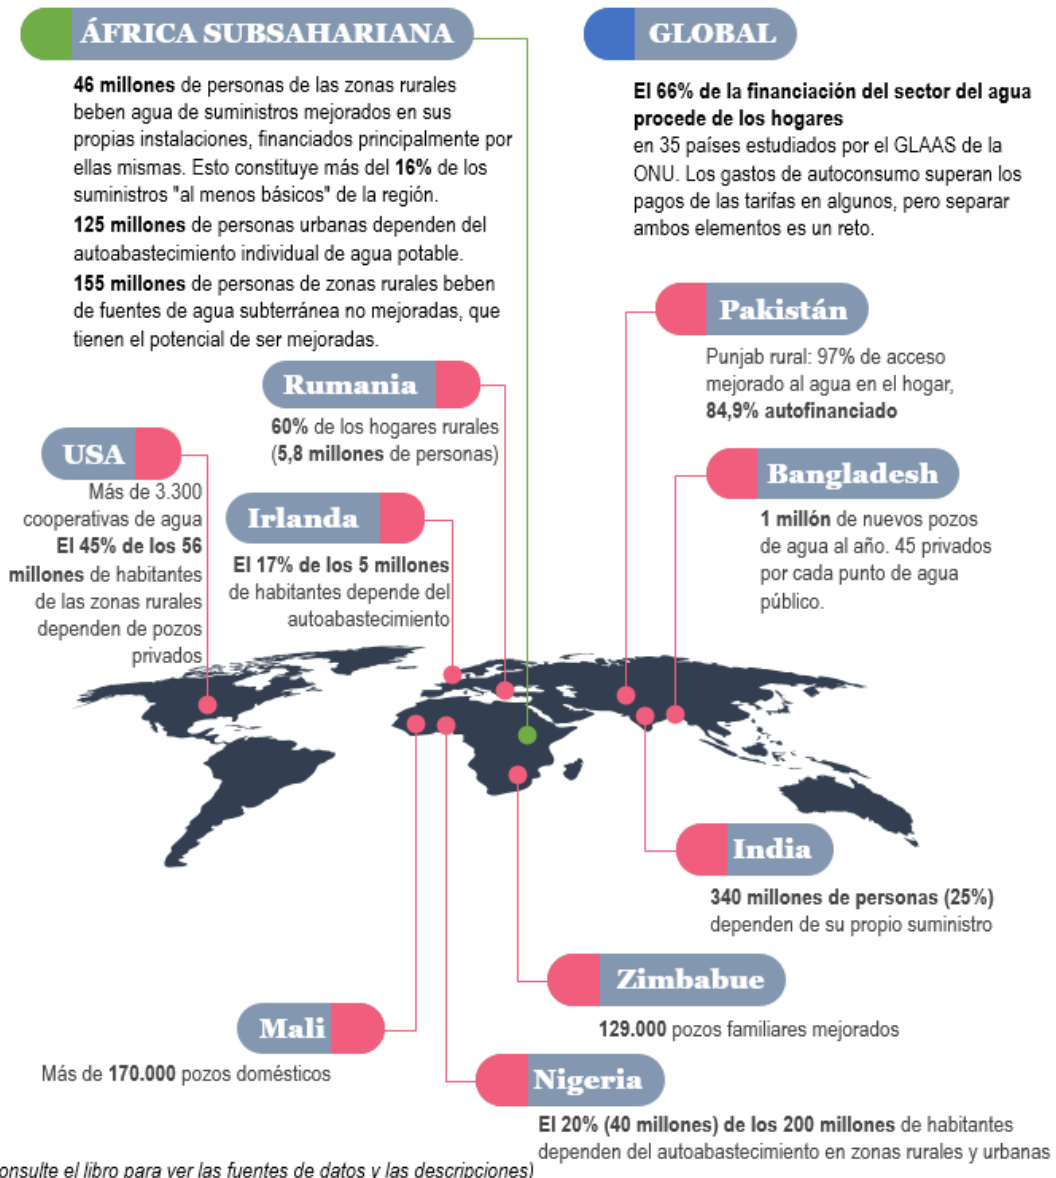 ÁFRICA SUBSAHARIANA
46 millones de personas de las zonas rurales
beben agua de suministros mejorados en sus
propias instalaciones, financiados principalmente por
ellas mismas. Esto constituye más del 16% de los
suministros "al menos básicos" de la región.
125 millones de personas urbanas dependen del
autoabastecimiento individual de agua potable.
155 millones de personas de zonas rurales beben
de fuentes de agua subterránea no mejoradas, que
tienen el potencial de ser mejoradas.
GLOBAL
El 66% de la financiación del sector del agua
procede de los hogares
en 35 países estudiados por el GLAAS de la
ONU. Los gastos de autoconsumo superan los
pagos de las tarifas en algunos, pero separar
ambos elementos es un reto.
Pakistán
Punjab rural: 97% de acceso
mejorado al agua en el hogar,
84,9% autofinanciado
Rumania
60% de los hogares rurales
(5,8 millones de personas)
USA
Más de 3.300
cooperativas de agua
El 45% de los 56
millones de habitantes
de las zonas rurales
dependen de pozos
privados
Irlanda
El 17% de los 5 millones
de habitantes depende del
autoabastecimiento
Bangladesh
1 millón de nuevos pozos
de agua al año. 45 privados
por cada punto de agua
público.
India
340 millones de personas (25%)
dependen de su propio suministro
Zimbabue
129.000 pozos familiares mejorados
Mali
Más de 170.000 pozos domésticos
Nigeria
El 20% (40 millones) de los 200 millones de habitantes
dependen del autoabastecimiento en zonas rurales y urbanas
onsulte el libro para ver las fuentes de datos y las descripciones)